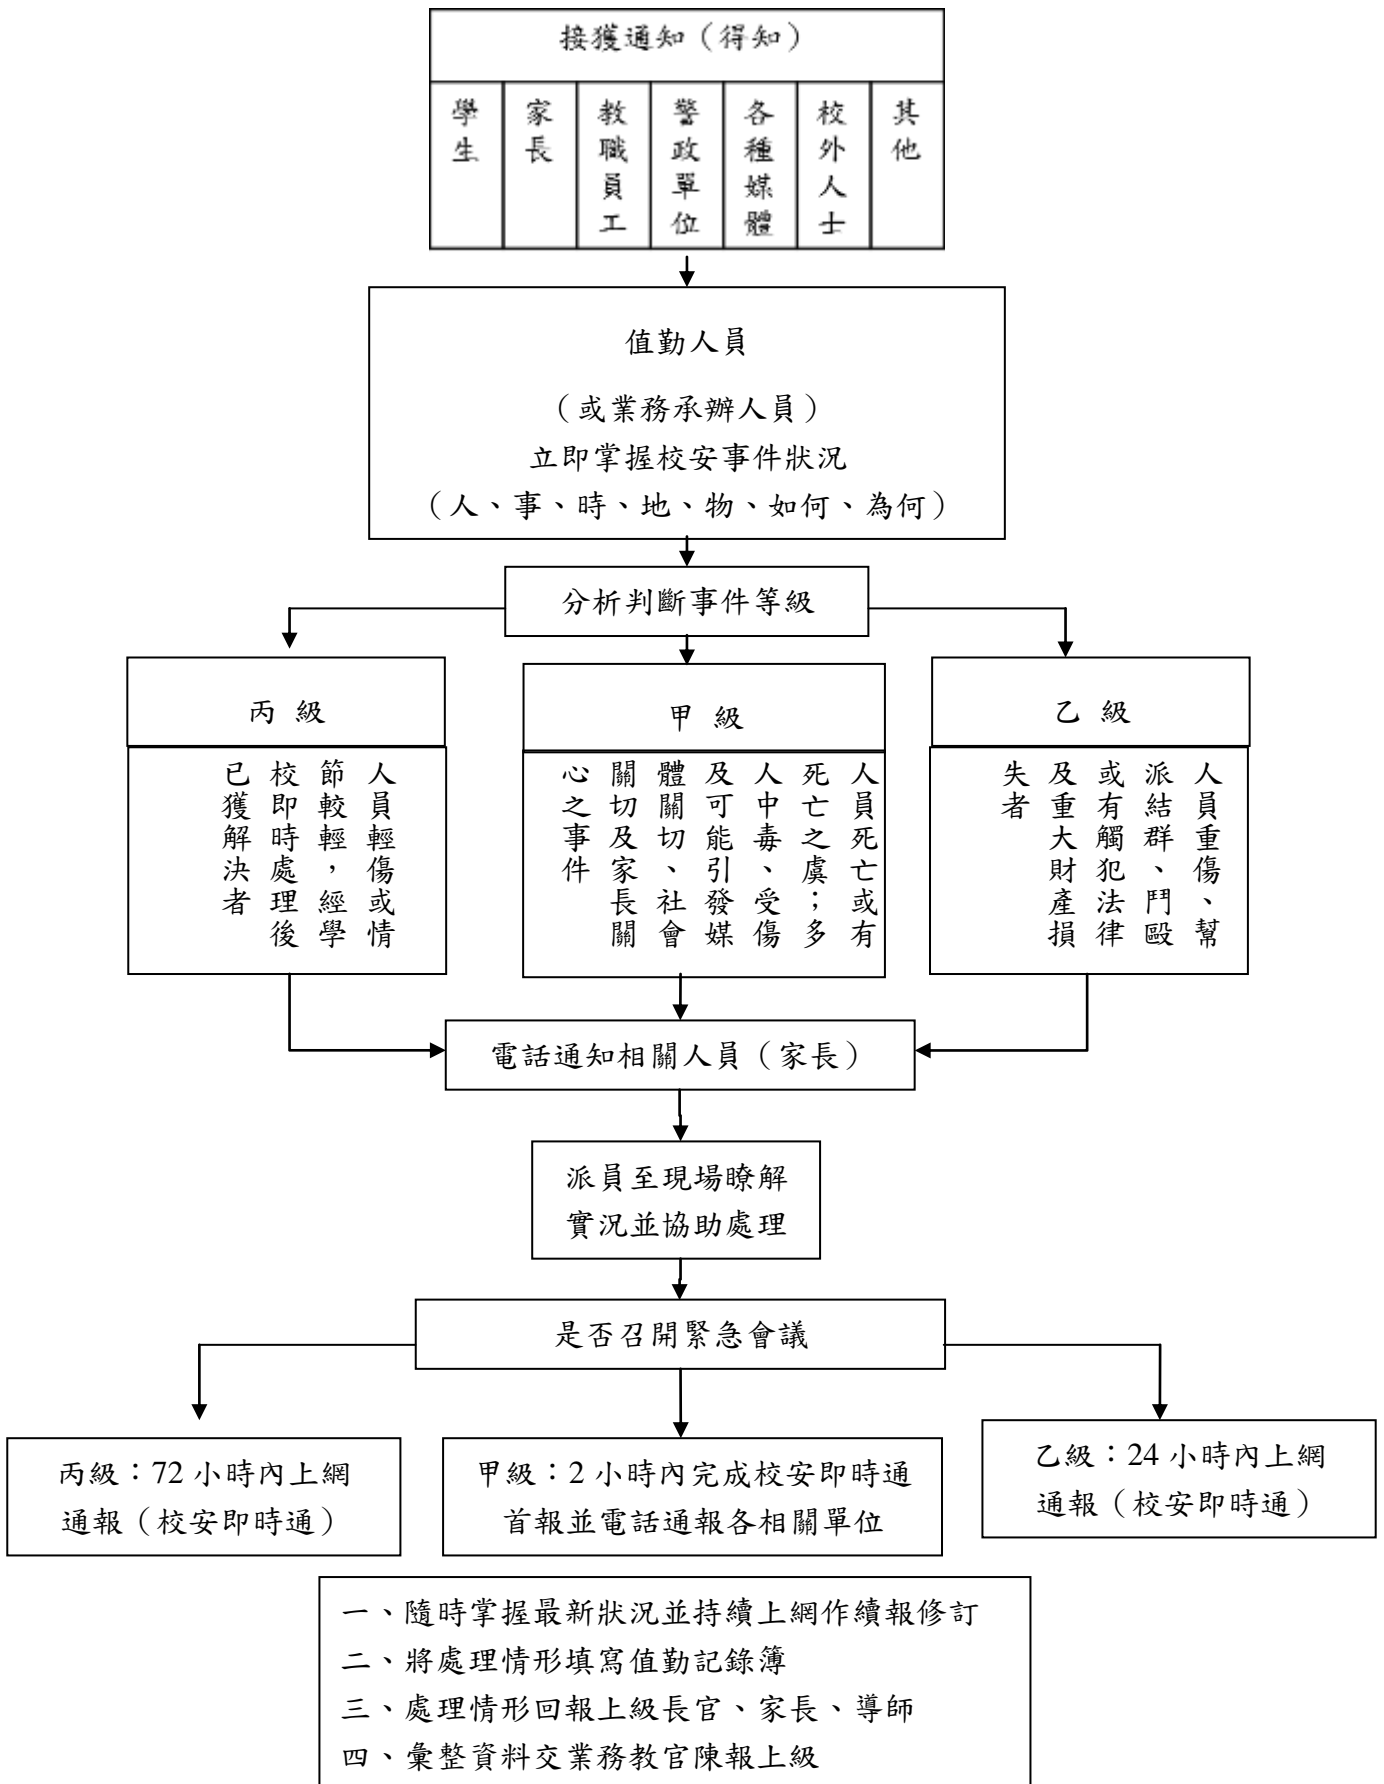 接獲通知（得知）
學生
家長
教職員工
警政單位
各種媒體
校外人士
其他
值勤人員
（或業務承辦人員）
立即掌握校安事件狀況
（人、事、時、地、物、如何、為何）
分析判斷事件等級
丙 級
人員輕傷或情
節較輕，經學
校即時處理後
已獲解決者
甲 級
人員死亡或有
死亡之虞；多
人中毒、受傷
及可能引發媒
體關切、社會
關切及家長關
心之事件
乙 級
人員重傷、幫
派結群、鬥毆
或有觸犯法律
及重大財產損
失者
電話通知相關人員（家長）
派員至現場瞭解
實況並協助處理
是否召開緊急會議
丙級：72 小時內上網
通報（校安即時通）
甲級：2 小時內完成校安即時通
首報並電話通報各相關單位
乙級：24 小時內上網
通報（校安即時通）
一、隨時掌握最新狀況並持續上網作續報修訂
二、將處理情形填寫值勤記錄簿
三、處理情形回報上級長官、家長、導師
四、彙整資料交業務教官陳報上級